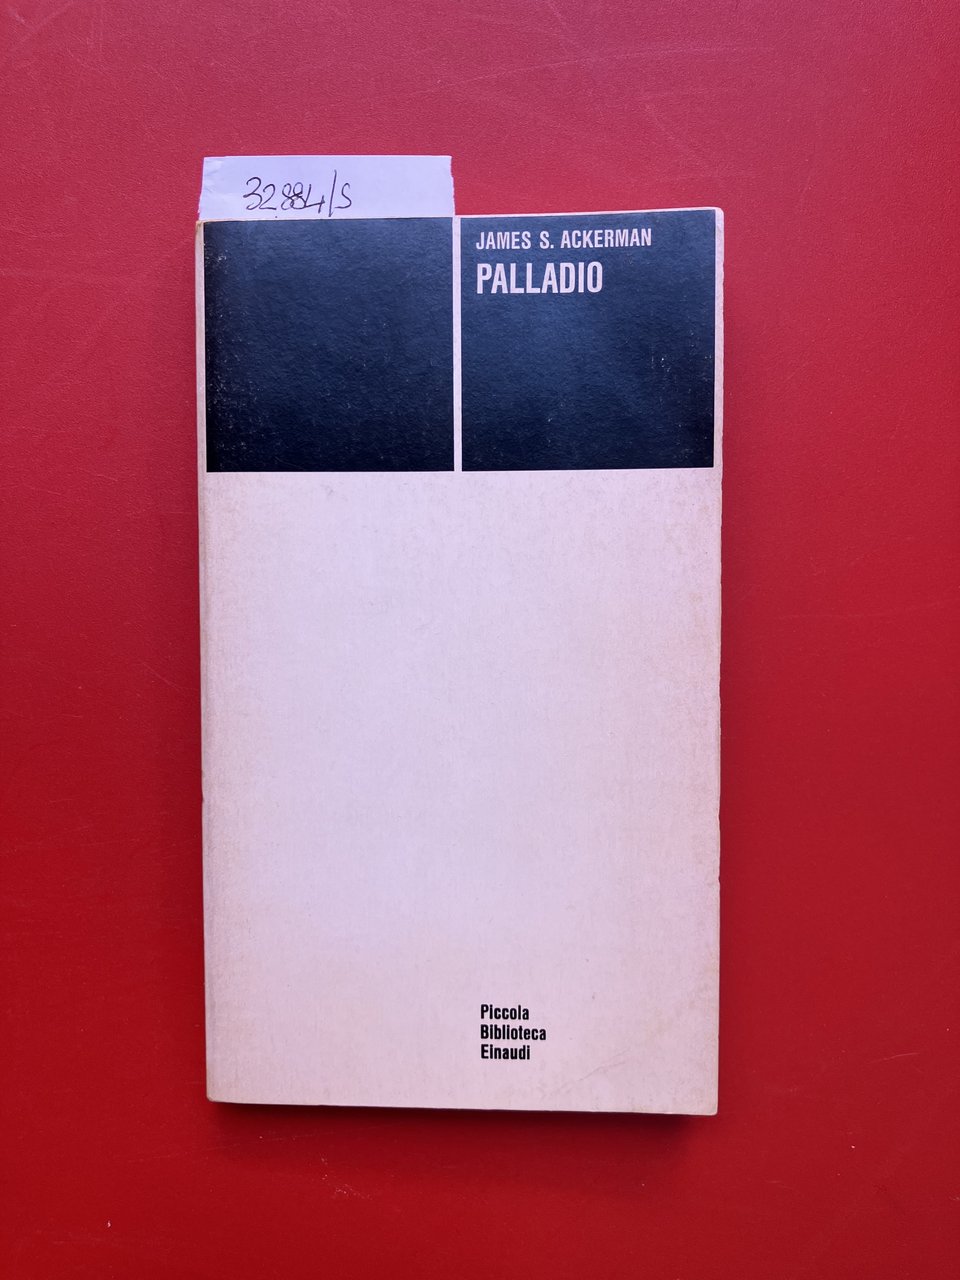 32884/S
JAMES S. ACKERMAN
PALLADIO
Piccola
Biblioteca
Einaudi